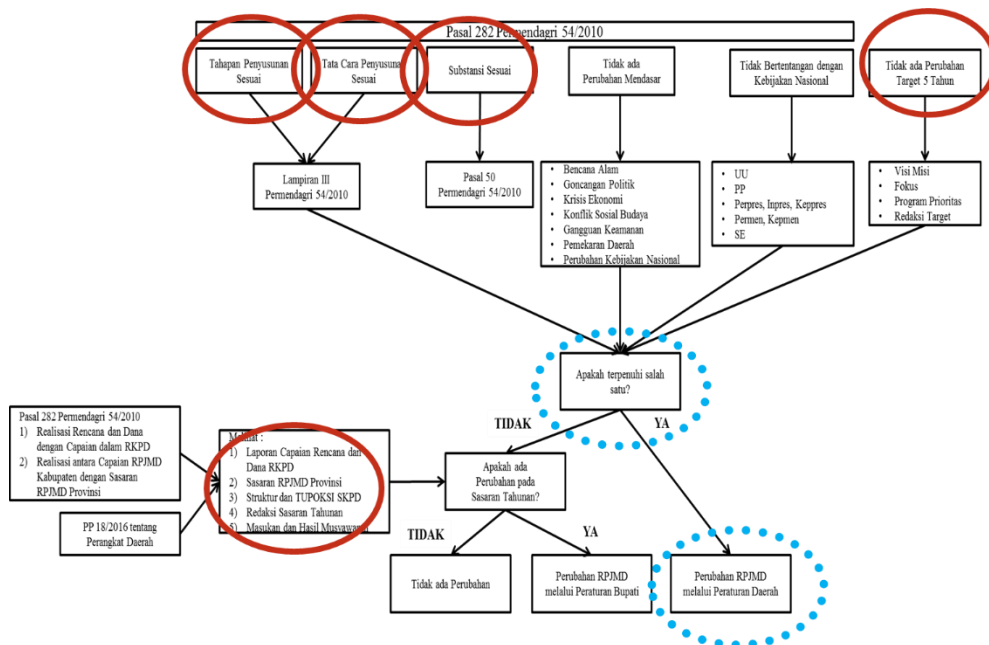 Pasal 282 Permendagri 54/2010
Tahapan Penyusunan
Sesuai
Tata Cara Penyusuna
Sesuai
Substansi Sesuai
Tidak ada
Perubahan Mendasar
Tidak Bertentangan dengan
Kebijakan Nasional
Tidak ada Perubahan
Target 5 Tahun
Lampiran III
Permendagri 54/2010
Pasal 50
Permendagri 54/2010
• Bencana Alam
• Goncangan Politik
• Krisis Ekonomi
• Konflik Sosial Budaya
• Gangguan Keamanan
• Pemekaran Daerah
• Perubahan Kebijakan Nasional
• UU
• PP
• Perpres, Inpres, Keppres
• Permen, Kepmen
• SE
• Visi Misi
• Fokus
• Program Prioritas
• Redaksi Target
Apakah terpenuhi salah
satu?
TIDAK
YA
Pasal 282 Permendagri 54/2010
1) Realisasi Rencana dan Dana
dengan Capaian dalam RKPD
2) Realisasi antara Capaian RPJMD
Kabupaten dengan Sasaran
RPJMD Provinsi
PP 18/2016 tentang
Perangkat Daerah
Melihat :
1) Laporan Capaian Rencana dan
Dana RKPD
2) Sasaran RPJMD Provinsi
3) Struktur dan TUPOKSI SKPD
4) Redaksi Sasaran Tahunan
5) Masukan dan Hasil Musyawarah
Apakah ada
Perubahan pada
Sasaran Tahunan?
TIDAK
YA
Tidak ada Perubahan
Perubahan RPJMD
melalui Peraturan Bupati
Perubahan RPJMD
melalui Peraturan Daerah